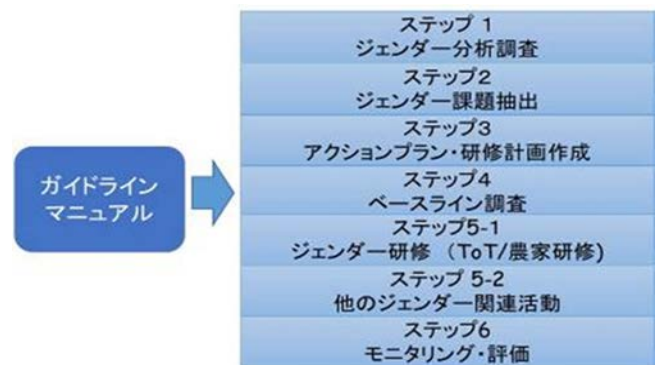 ガイドライン
マニュアル
ステップ 1
ジェンダー分析調査
ステップ2
ジェンダー課題抽出
ステップ3
アクションプラン・研修計画作成
ステップ4
ベースライン調査
ステップ5-1
ジェンダー研修 (ToT/農家研修)
ステップ 5-2
他のジェンダー関連活動
ステップ6
モニタリング・評価